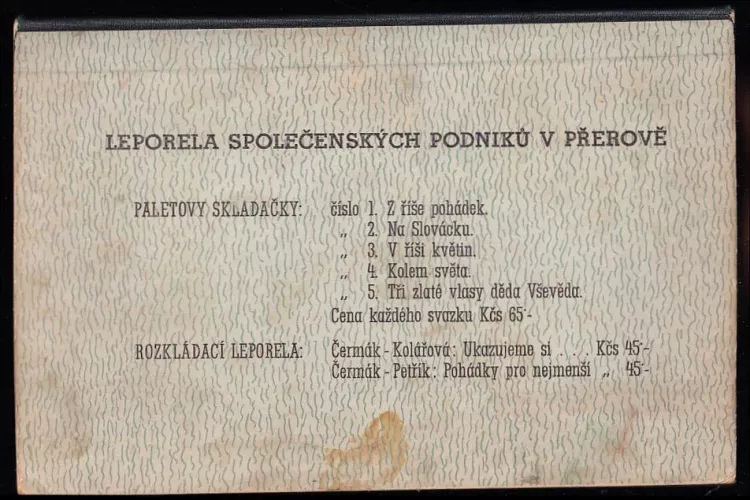 LEPORELA SPOLEČENSKÝCH PODNIKŮ V PŘEROVĚ
PALETOVY SKLÁDAČKY: číslo 1. Z říše pohádek.
„ 2. Na Slovácku.
„ 3. V říši květin.
„ 4. Kolem světa.
„ 5. Tři zlaté vlasy děda Vševěda.
Cena každého svazku Kčs 65·-
ROZKLÁDACÍ LEPORELA: Čermák - Kolářová: Ukazujeme si . . . Kčs 45·-
Čermák - Petřík: Pohádky pro nejmenší „ 45·-